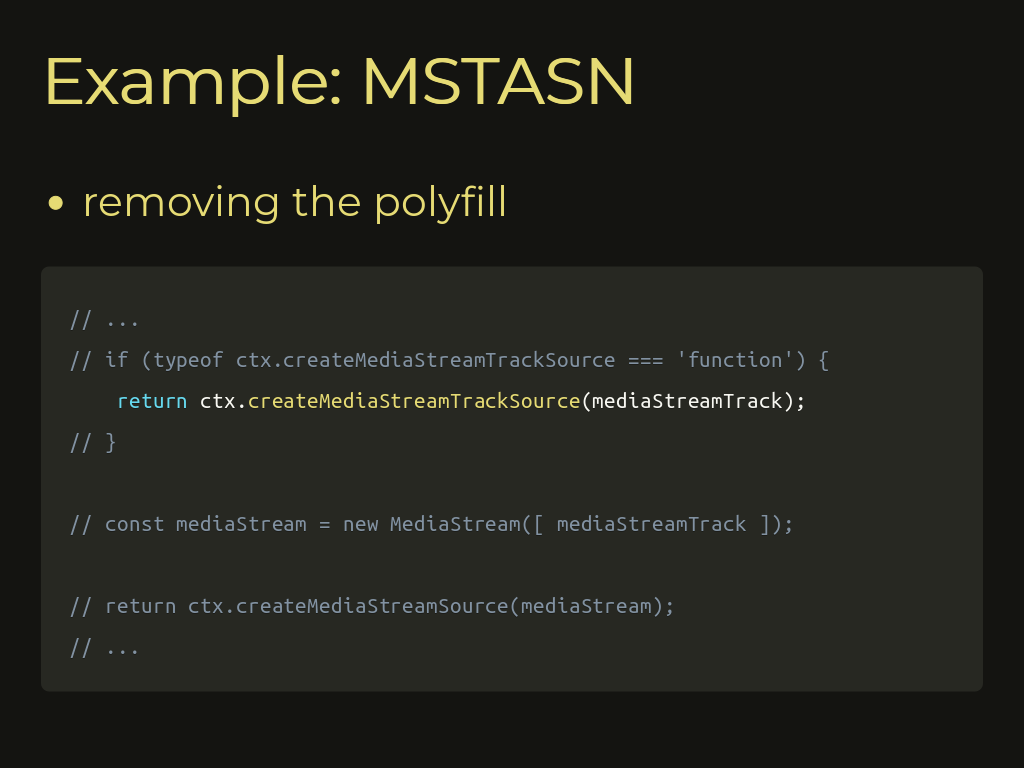 Example: MSTASN
• removing the polyfill
// ...
// if (typeof ctx.createMediaStreamTrackSource === 'function') {
    return ctx.createMediaStreamTrackSource(mediaStreamTrack);
// }
// const mediaStream = new MediaStream([ mediaStreamTrack ]);
// return ctx.createMediaStreamSource(mediaStream);
// ...